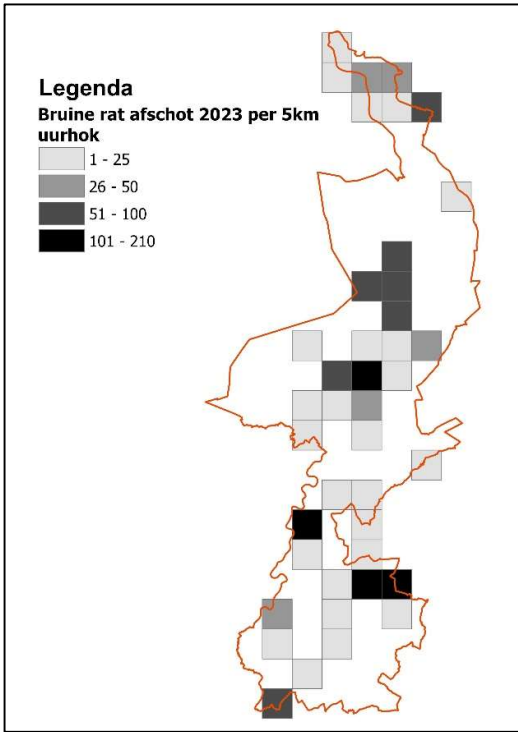 Legenda
Bruine rat afschot 2023 per 5km
uurhok
1 - 25
26 - 50
51 - 100
101 - 210